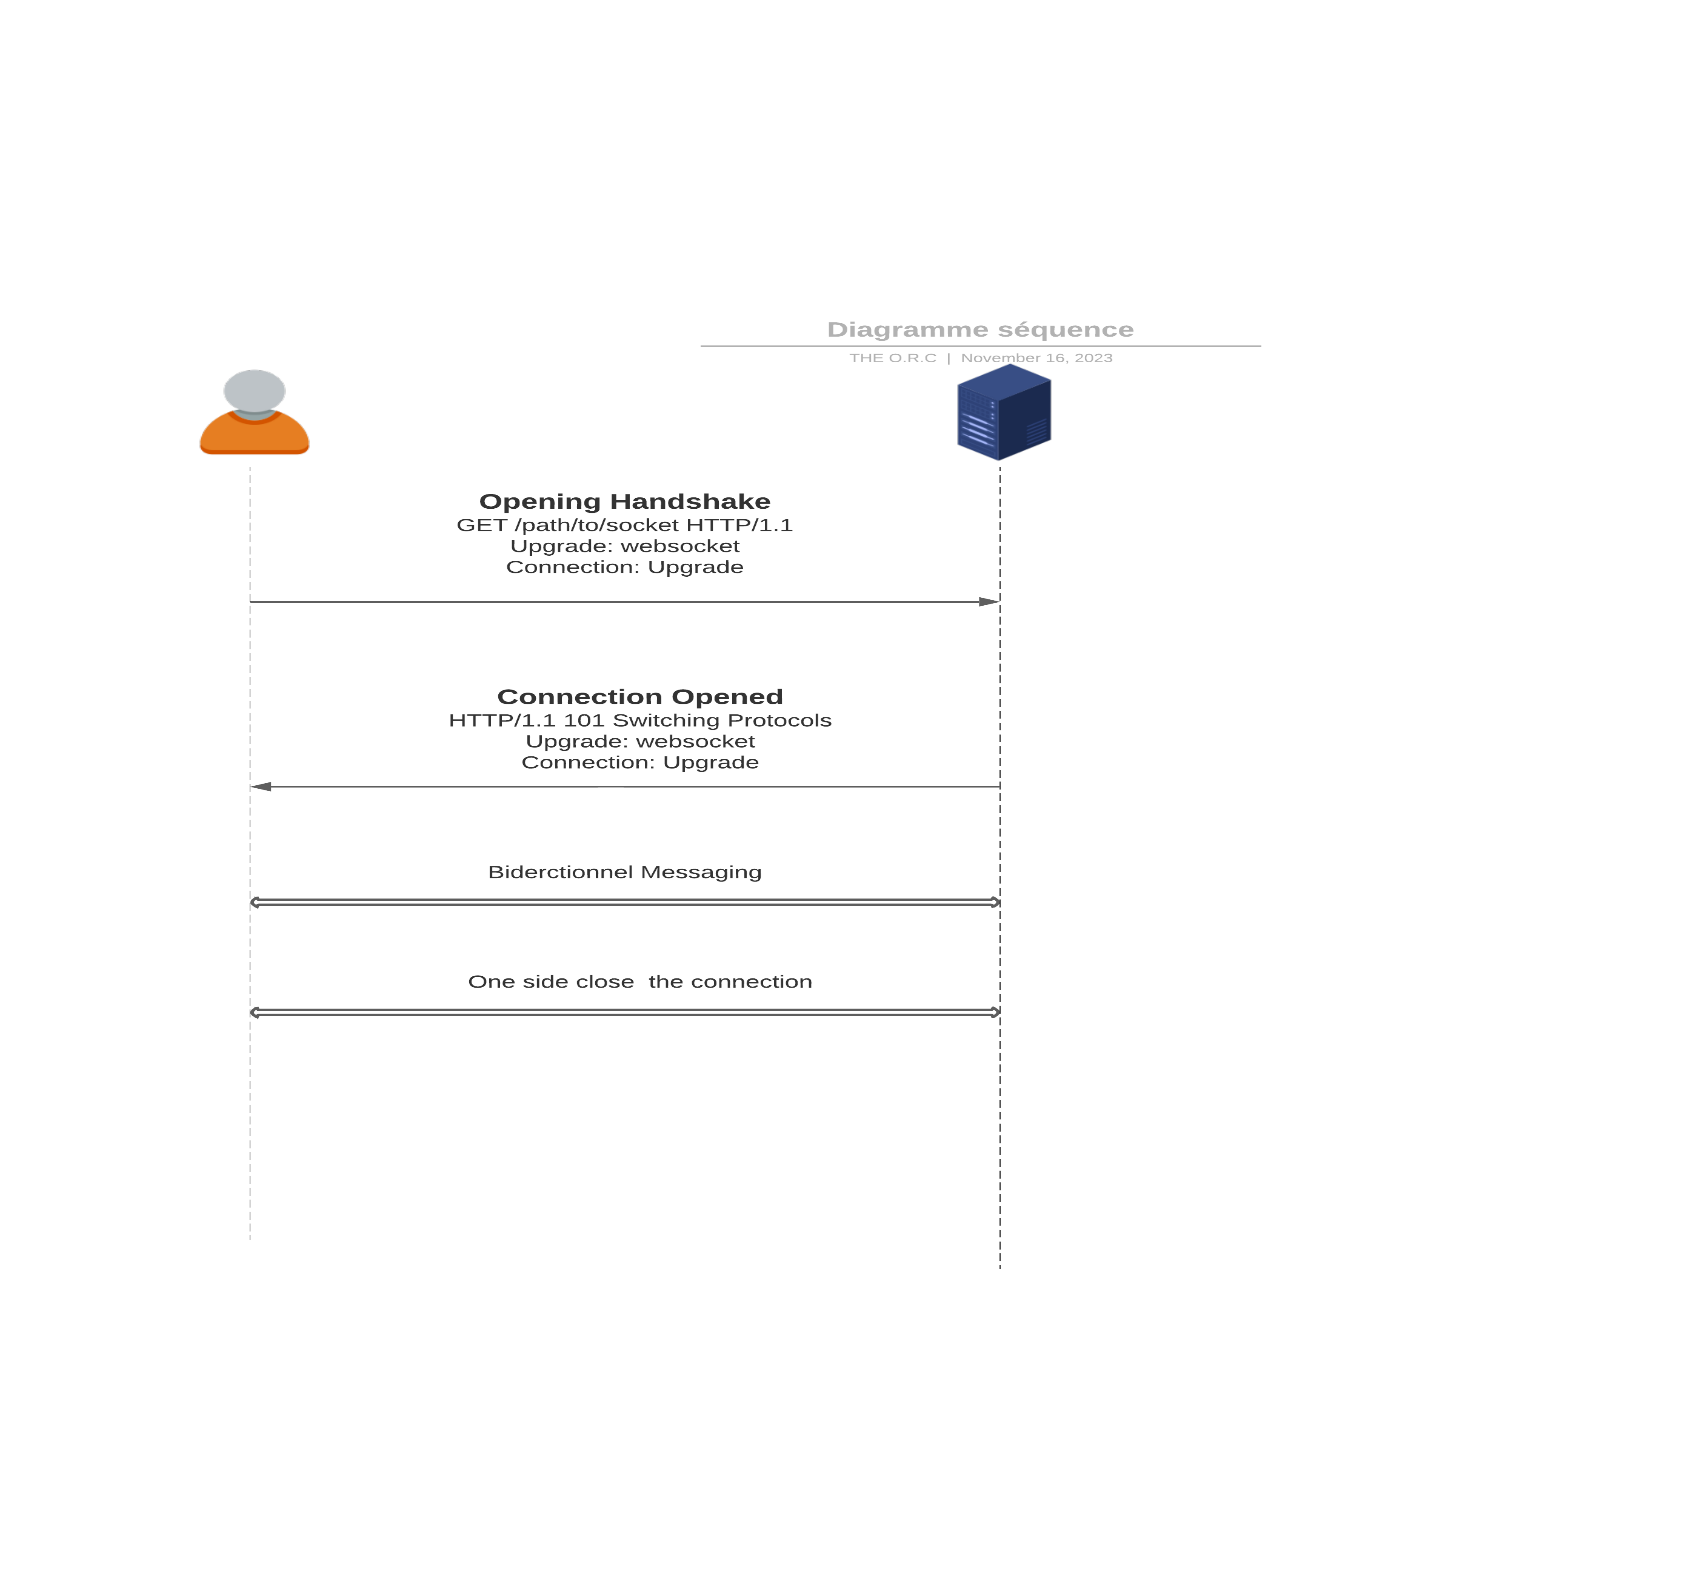 Diagramme séquence
THE O.R.C | November 16, 2023
Opening Handshake
GET /path/to/socket HTTP/1.1
Upgrade: websocket
Connection: Upgrade
Connection Opened
HTTP/1.1 101 Switching Protocols
Upgrade: websocket
Connection: Upgrade
Biderctionnel Messaging
One side close  the connection